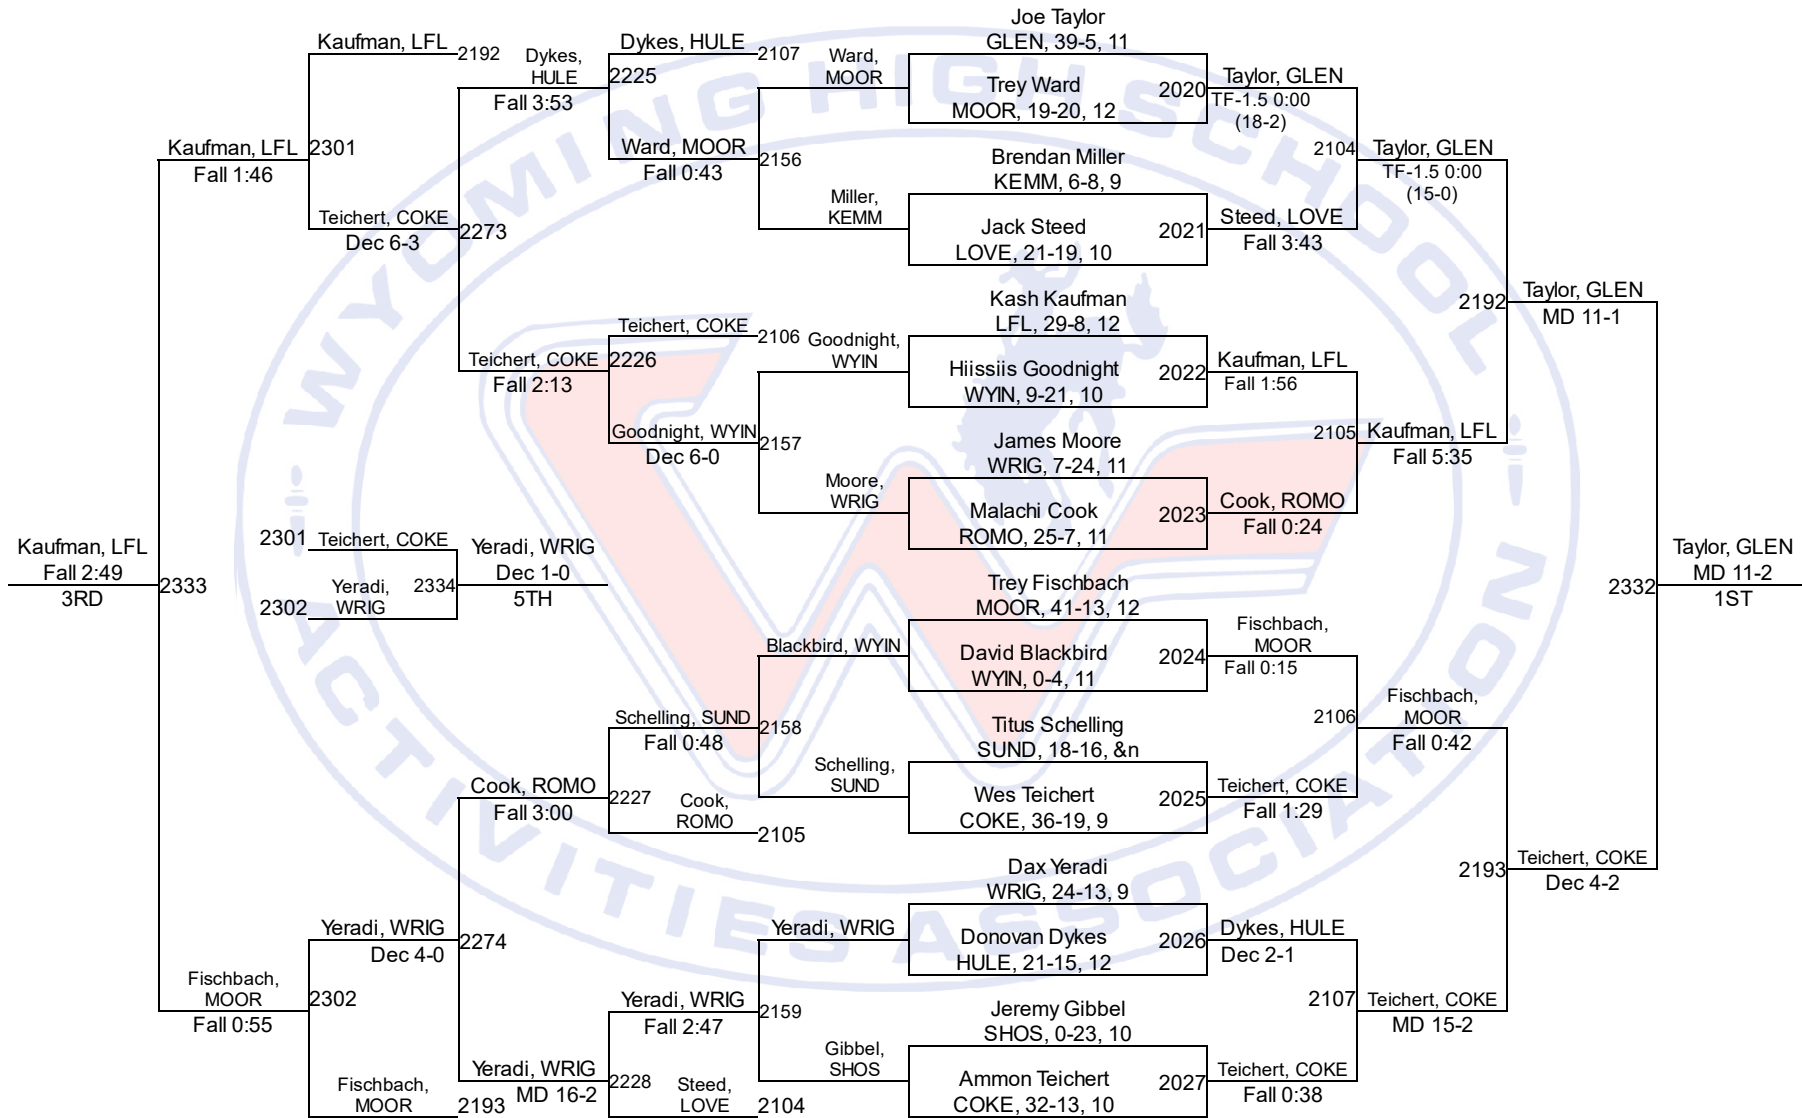 Joe Taylor
GLEN, 39-5, 11
Trey Ward
MOOR, 19-20, 12
2020
Brendan Miller
KEMM, 6-8, 9
Jack Steed
LOVE, 21-19, 10
2021
Kash Kaufman
LFL, 29-8, 12
Hiissiis Goodnight
WYIN, 9-21, 10
2022
James Moore
WRIG, 7-24, 11
Malachi Cook
ROMO, 25-7, 11
2023
Trey Fischbach
MOOR, 41-13, 12
David Blackbird
WYIN, 0-4, 11
2024
Titus Schelling
SUND, 18-16, &n
Wes Teichert
COKE, 36-19, 9
2025
Dax Yeradi
WRIG, 24-13, 9
Donovan Dykes
HULE, 21-15, 12
2026
Jeremy Gibbel
SHOS, 0-23, 10
Ammon Teichert
COKE, 32-13, 10
2027
Taylor, GLEN
TF-1.5 0:00
(18-2)
2104
Steed, LOVE
Fall 3:43
Kaufman, LFL
Fall 1:56
2105
Cook, ROMO
Fall 0:24
Fischbach,
MOOR
Fall 0:15
2106
Teichert, COKE
Fall 1:29
Dykes, HULE
Dec 2-1
2107
Teichert, COKE
Fall 0:38
Taylor, GLEN
TF-1.5 0:00
(15-0)
2192
Kaufman, LFL
Fall 5:35
Fischbach,
MOOR
Fall 0:42
2193
Teichert, COKE
MD 15-2
Taylor, GLEN
MD 11-1
2332
Teichert, COKE
Dec 4-2
Taylor, GLEN
MD 11-2
1ST
Ward,
MOOR
2156
Miller,
KEMM
Goodnight,
WYIN
2157
Moore,
WRIG
Blackbird, WYIN
2158
Schelling,
SUND
Yeradi, WRIG
2159
Gibbel,
SHOS
Dykes, HULE
2107
2225
Ward, MOOR
Fall 0:43
Teichert, COKE
2106
2226
Goodnight, WYIN
Dec 6-0
Schelling, SUND
Fall 0:48
2227
Cook,
ROMO
2105
Yeradi, WRIG
Fall 2:47
2228
Steed,
LOVE
2104
Dykes,
HULE
Fall 3:53
2273
Teichert, COKE
Fall 2:13
Cook, ROMO
Fall 3:00
2274
Yeradi, WRIG
MD 16-2
Kaufman, LFL
2192
2301
Teichert, COKE
Dec 6-3
Yeradi, WRIG
Dec 4-0
2302
Fischbach,
MOOR
2193
Kaufman, LFL
Fall 1:46
2333
Fischbach,
MOOR
Fall 0:55
Kaufman, LFL
Fall 2:49
3RD
2301
Teichert, COKE
2302
Yeradi,
WRIG
2334
Yeradi, WRIG
Dec 1-0
5TH
WYOMING HIGH SCHOOL
ACTIVITIES ASSOCIATION